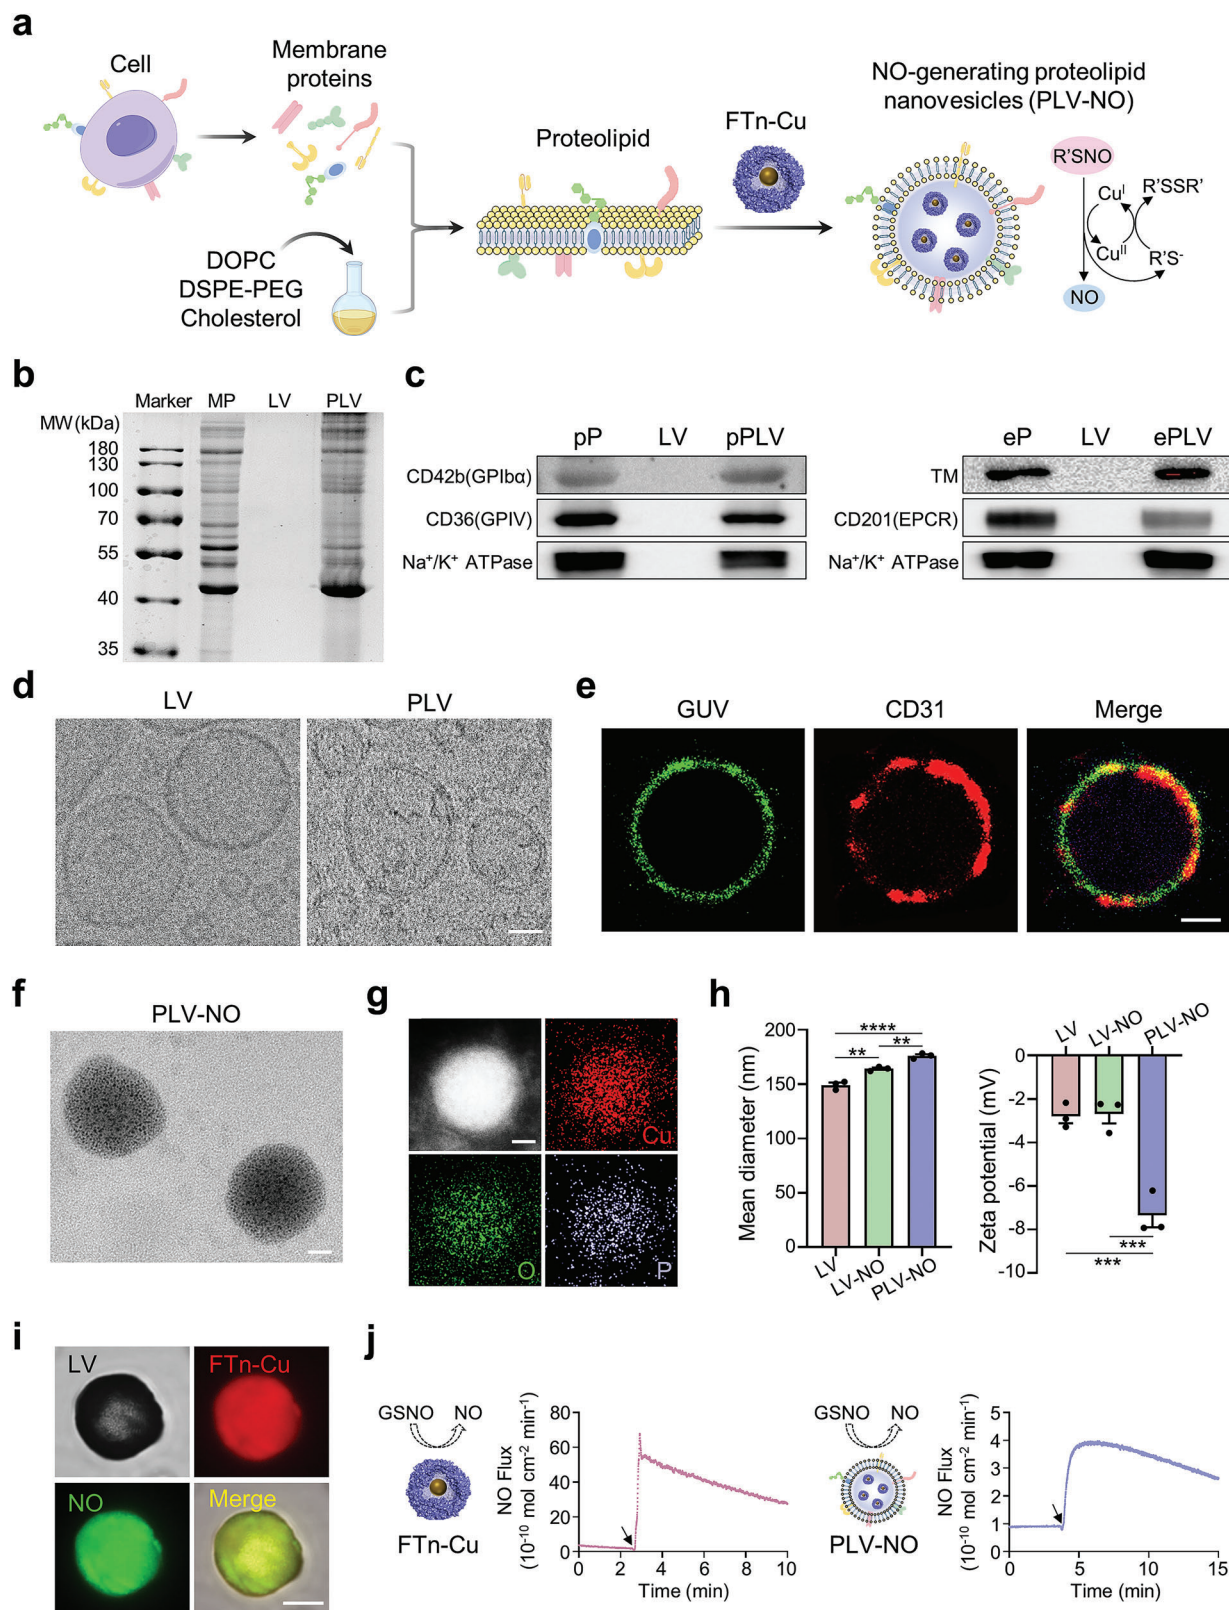 a
Cell
Membrane
proteins
DOPC
DSPE-PEG
Cholesterol
Proteolipid
FTn-Cu
NO-generating proteolipid
nanovesicles (PLV-NO)
R'SNO
Cu^I
R'SSR'
Cu^II
R'S-
NO
b
Marker MP LV PLV
MW(kDa)
180
130
100
70
55
40
35
c
pP LV pPLV
CD42b(GPIbα)
CD36(GPIV)
Na⁺/K⁺ ATPase
eP LV ePLV
TM
CD201(EPCR)
Na⁺/K⁺ ATPase
d
LV PLV
e
GUV CD31 Merge
f
PLV-NO
g
Cu
O
P
h
Mean diameter (nm)
200
150
100
50
0
****
** **
LV LV-NO PLV-NO
Zeta potential (mV)
LV LV-NO PLV-NO
0
-2
-4
-6
-8
-10
***
***
i
LV FTn-Cu
NO Merge
j
GSNO NO
FTn-Cu
NO Flux
(10⁻¹⁰ mol cm⁻² min⁻¹)
80
60
40
20
0
0 2 4 6 8 10
Time (min)
GSNO NO
PLV-NO
NO Flux
(10⁻¹⁰ mol cm⁻² min⁻¹)
5
4
3
2
1
0
0 5 10 15
Time (min)